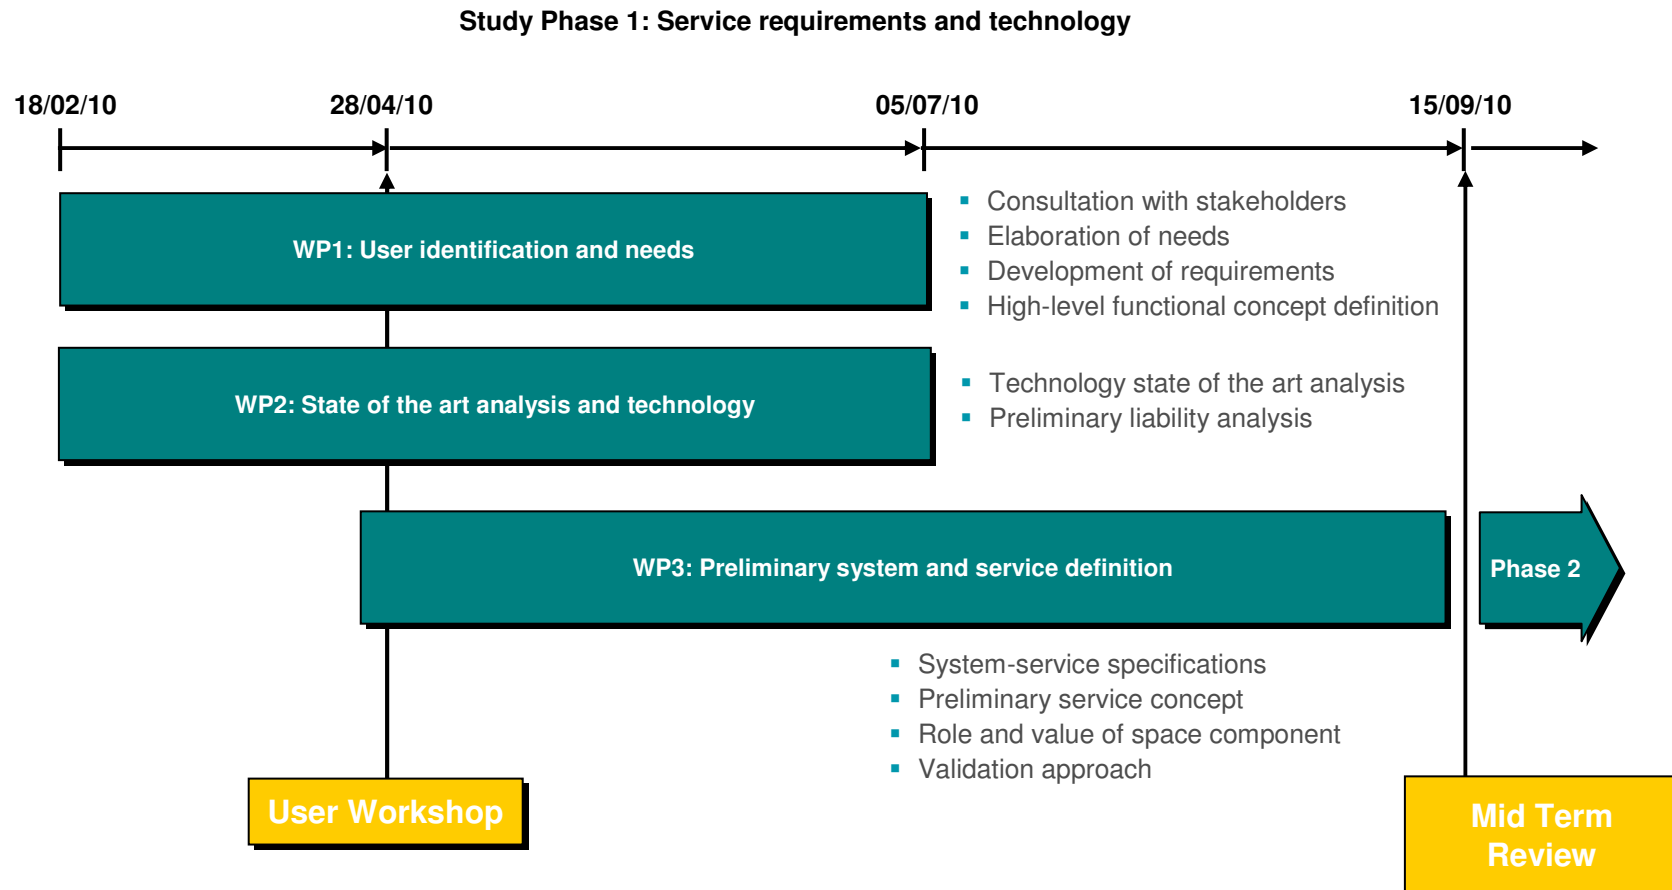 Study Phase 1: Service requirements and technology
18/02/10
28/04/10
05/07/10
15/09/10
WP1: User identification and needs
▪ Consultation with stakeholders
▪ Elaboration of needs
▪ Development of requirements
▪ High-level functional concept definition
WP2: State of the art analysis and technology
▪ Technology state of the art analysis
▪ Preliminary liability analysis
WP3: Preliminary system and service definition
Phase 2
▪ System-service specifications
▪ Preliminary service concept
▪ Role and value of space component
▪ Validation approach
User Workshop
Mid Term
Review